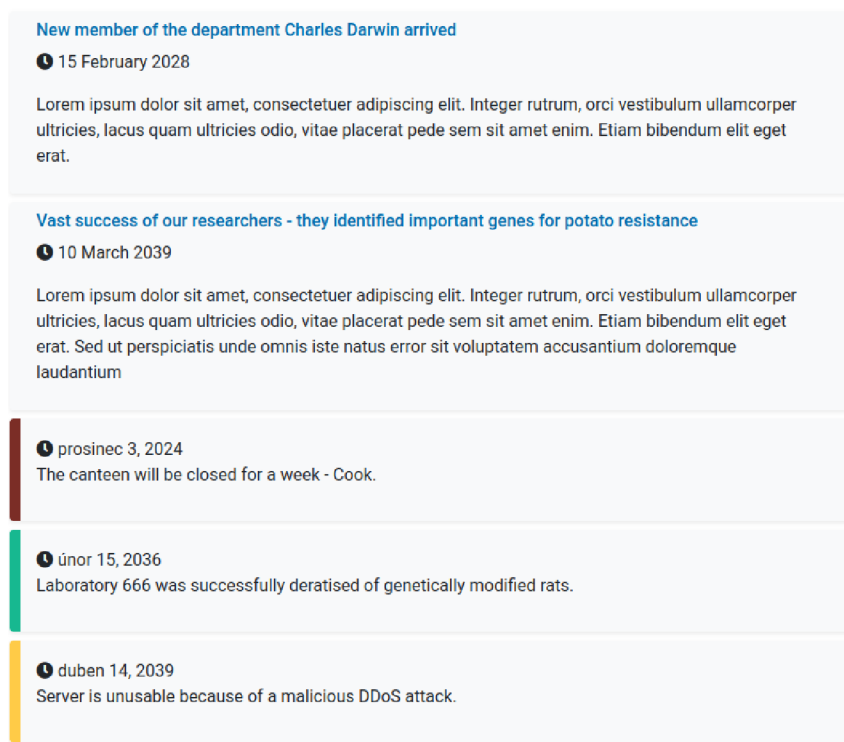 New member of the department Charles Darwin arrived
15 February 2028
Lorem ipsum dolor sit amet, consectetuer adipiscing elit. Integer rutrum, orci vestibulum ullamcorper
ultricies, lacus quam ultricies odio, vitae placerat pede sem sit amet enim. Etiam bibendum elit eget
erat.
Vast success of our researchers - they identified important genes for potato resistance
10 March 2039
Lorem ipsum dolor sit amet, consectetuer adipiscing elit. Integer rutrum, orci vestibulum ullamcorper
ultricies, lacus quam ultricies odio, vitae placerat pede sem sit amet enim. Etiam bibendum elit eget
erat. Sed ut perspiciatis unde omnis iste natus error sit voluptatem accusantium doloremque
laudantium
prosinec 3, 2024
The canteen will be closed for a week - Cook.
únor 15, 2036
Laboratory 666 was successfully deratised of genetically modified rats.
duben 14, 2039
Server is unusable because of a malicious DDoS attack.